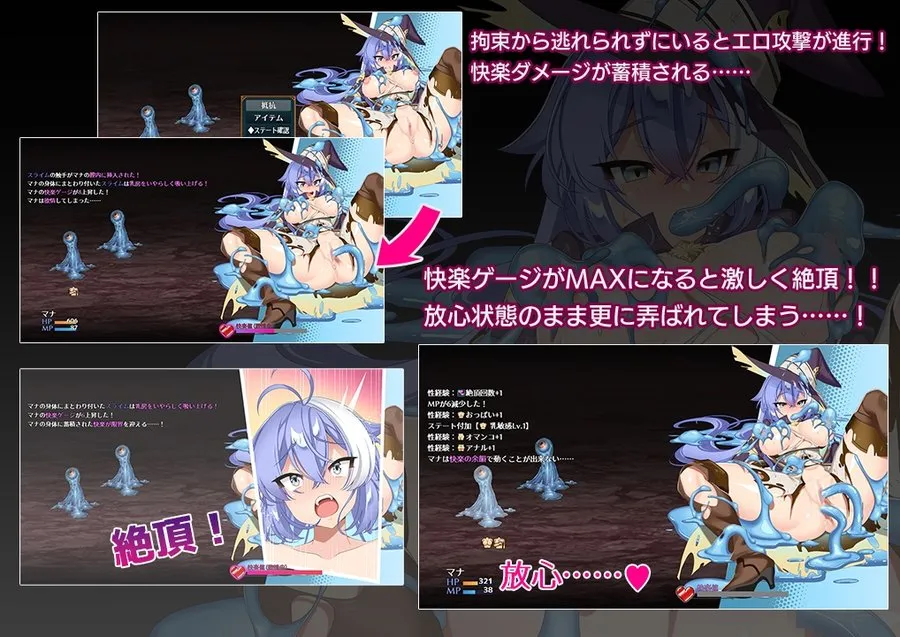 拘束から逃れられずにいるとエロ攻撃が進行！
快楽ダメージが蓄積される……
抵抗
アイテム
◆ステート確認
スライムの触手がマナの膣内に挿入された！
マナの身体にまとわり付いたスライムは乳房をいやらしく吸い上げる！
マナの快楽ゲージが8上昇した！
マナは欲情してしまった……
マナ
HP
MP 37
快楽ゲージがMAXになると激しく絶頂！！
放心状態のまま更に弄ばれてしまう……！
マナの身体にまとわり付いたスライムは乳房をいやらしく吸い上げる！
マナの快楽ゲージが6上昇した！
マナの身体に蓄積された快楽が限界を迎える……！
絶頂！
性経験：絶頂回数+1
MPが6減少した！
性経験：おっぱい+1
ステート付加【乳敏感Lv.1】
性経験：オマンコ+1
性経験：アナル+1
マナは快楽の余韻で動くことが出来ない……
マナ
HP 321
MP 38
放心……♥